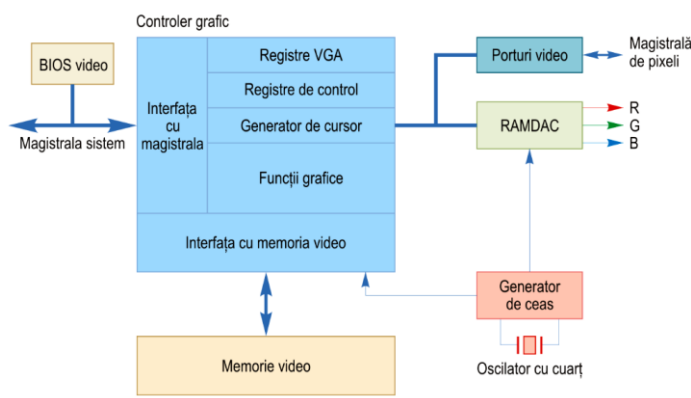 Controler grafic
BIOS video
Magistrala sistem
Interfața
cu
magistrala
Registre VGA
Registre de control
Generator de cursor
Funcții grafice
Interfața cu memoria video
Memorie video
Porturi video
Magistrală
de pixeli
RAMDAC
R
G
B
Generator
de ceas
Oscilator cu cuarț